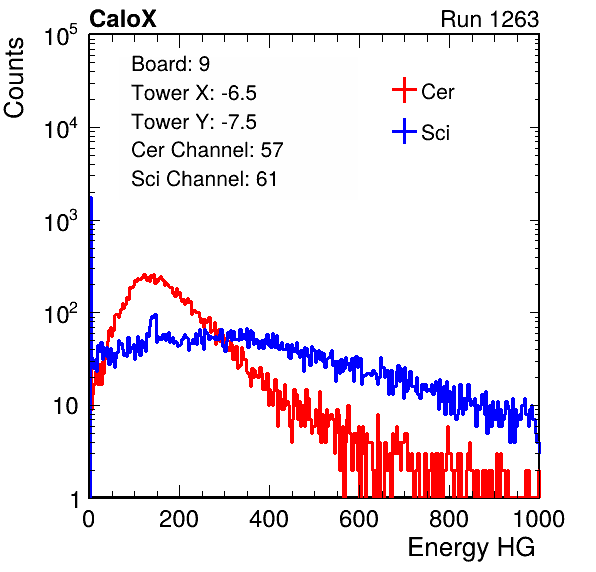 CaloX Run 1263
Counts
10^5
10^4
10^3
10^2
10
1
Board: 9
Tower X: -6.5
Tower Y: -7.5
Cer Channel: 57
Sci Channel: 61
Cer
Sci
0 200 400 600 800 1000
Energy HG